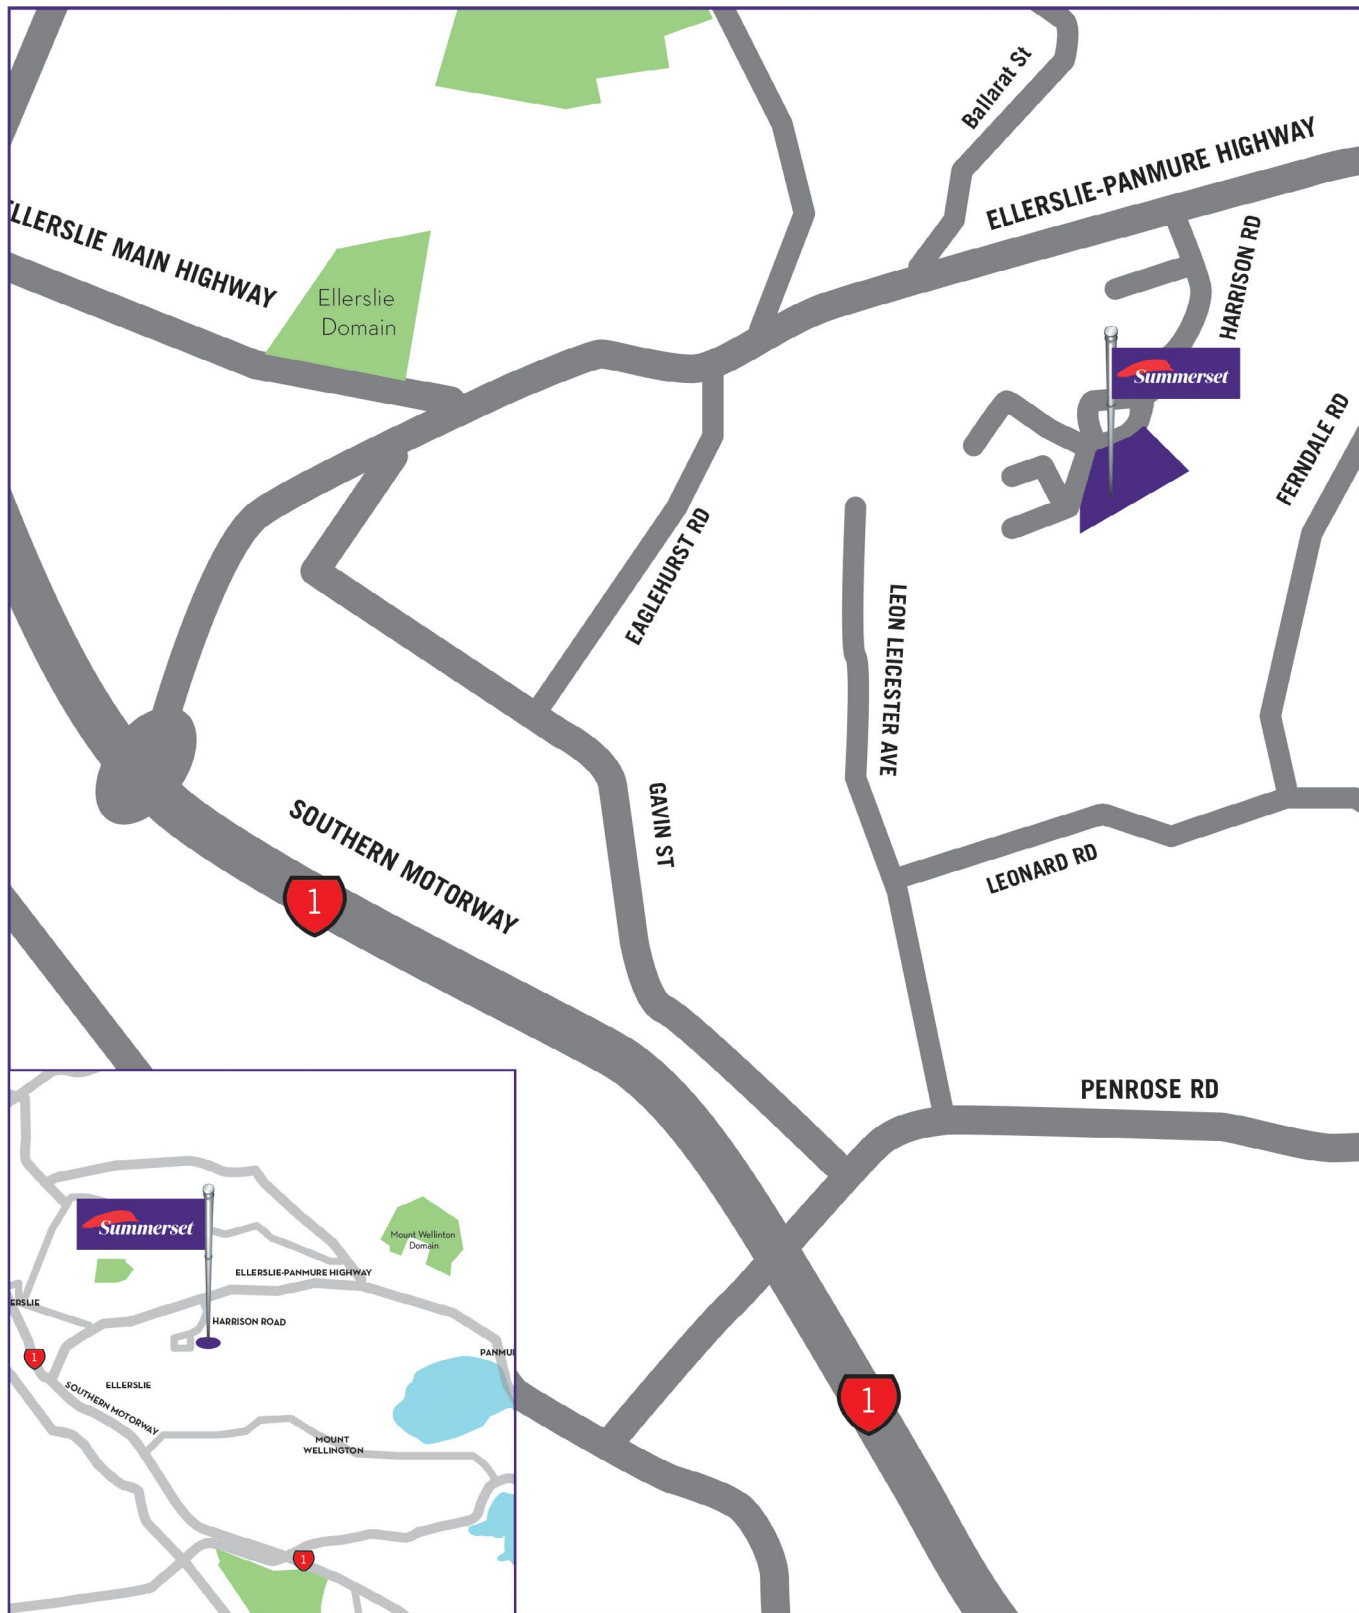 Ballarat St
ELLERSLIE-PANMURE HIGHWAY
LLERSLIE MAIN HIGHWAY
HARRISON RD
Ellerslie
Domain
Summerset
FERNDALE RD
EAGLEHURST RD
LEON LEICESTER AVE
GAVIN ST
SOUTHERN MOTORWAY
LEONARD RD
1
PENROSE RD
1
Summerset
Mount Wellinton
Domain
ELLERSLIE-PANMURE HIGHWAY
ERSLIE
HARRISON ROAD
1
PANMU
ELLERSLIE
SOUTHERN MOTORWAY
MOUNT
WELLINGTON
1